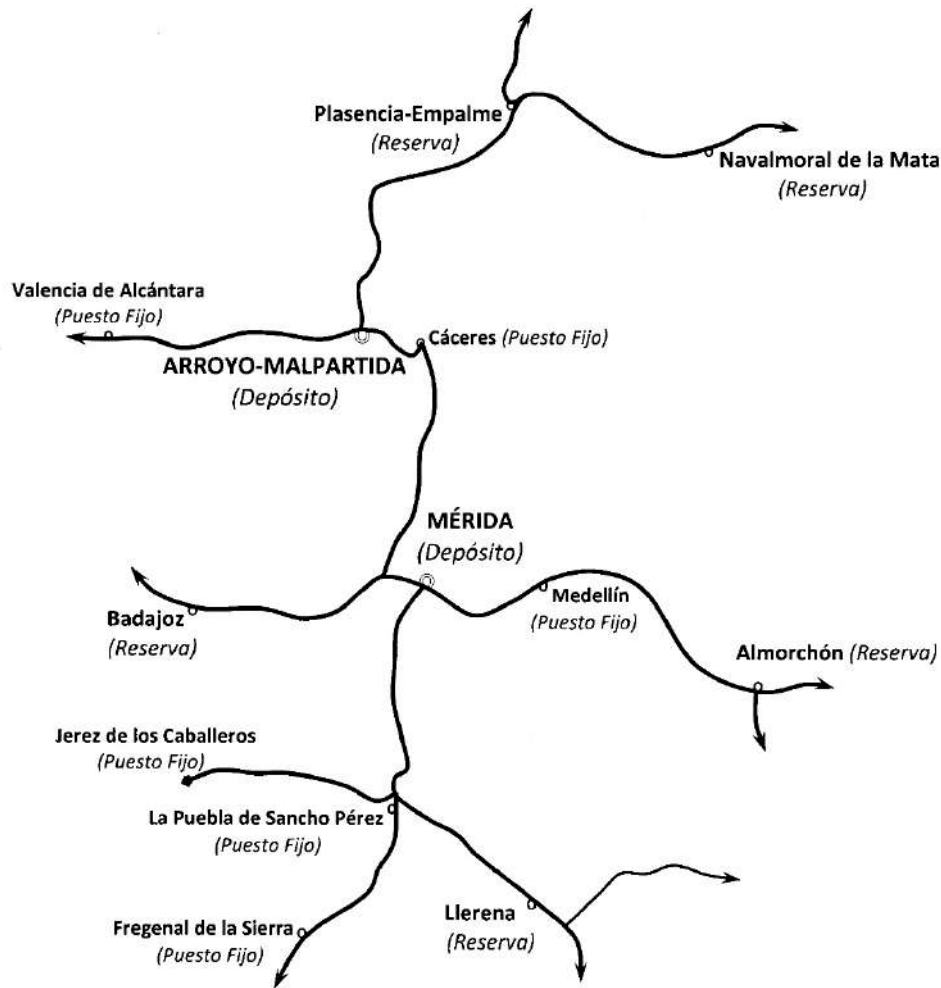 Plasencia-Empalme
(Reserva)
Navalmoral de la Mata
(Reserva)
Valencia de Alcántara
(Puesto Fijo)
Cáceres (Puesto Fijo)
ARROYO-MALPARTIDA
(Depósito)
MÉRIDA
(Depósito)
Badajoz
(Reserva)
Medellín
(Puesto Fijo)
Almorchón (Reserva)
Jerez de los Caballeros
(Puesto Fijo)
La Puebla de Sancho Pérez
(Puesto Fijo)
Fregenal de la Sierra
(Puesto Fijo)
Llerena
(Reserva)